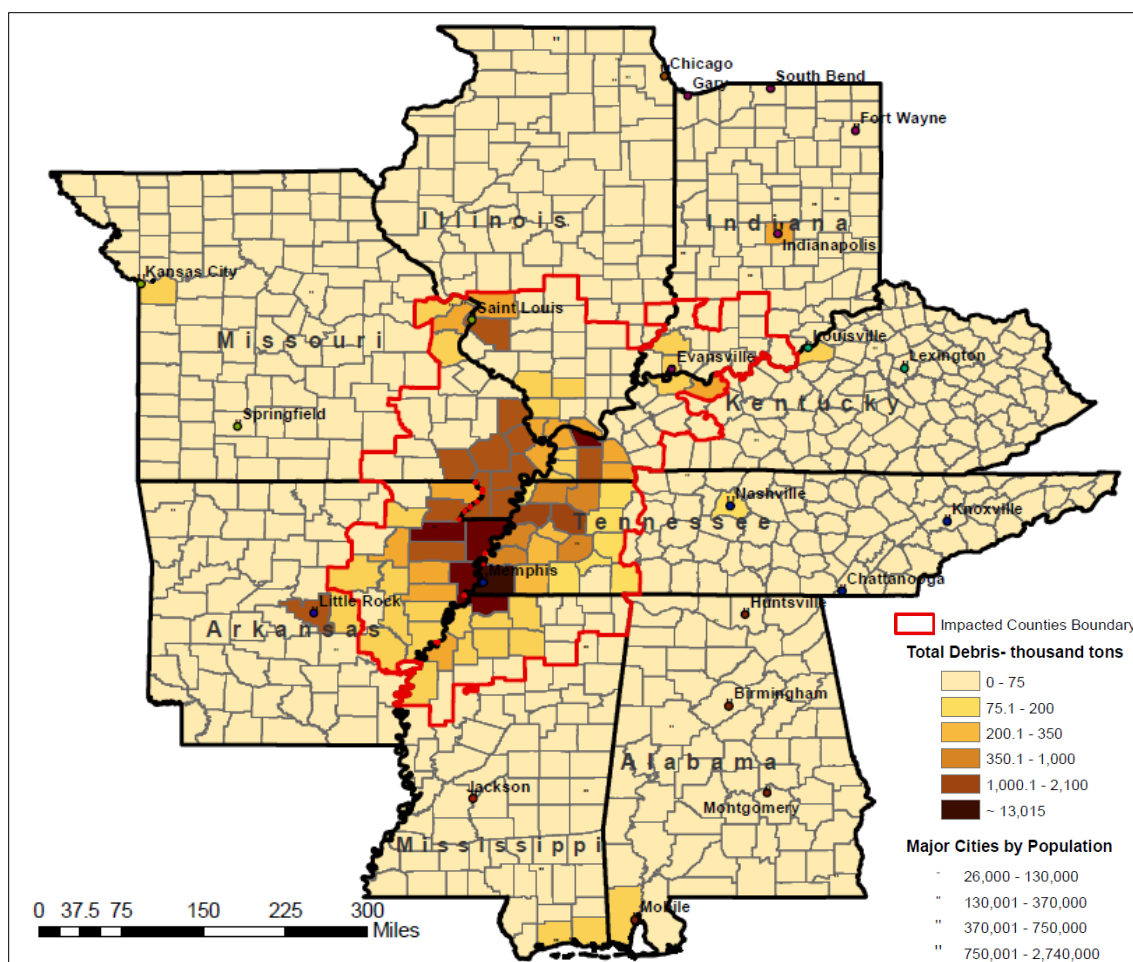 Chicago
Gary
South Bend
Fort Wayne
Illinois
Indiana
Indianapolis
Kansas City
Saint Louis
Missouri
Louisville
Evansville
Lexington
Kentucky
Springfield
Nashville
Tennessee
Knoxville
Memphis
Chattanooga
Little Rock
Huntsville
Arkansas
Impacted Counties Boundary
Total Debris- thousand tons
0 - 75
75.1 - 200
200.1 - 350
350.1 - 1,000
1,000.1 - 2,100
~ 13,015
Birmingham
Alabama
Jackson
Montgomery
Mississippi
Major Cities by Population
26,000 - 130,000
130,001 - 370,000
370,001 - 750,000
750,001 - 2,740,000
Mobile
0 37.5 75 150 225 300
Miles